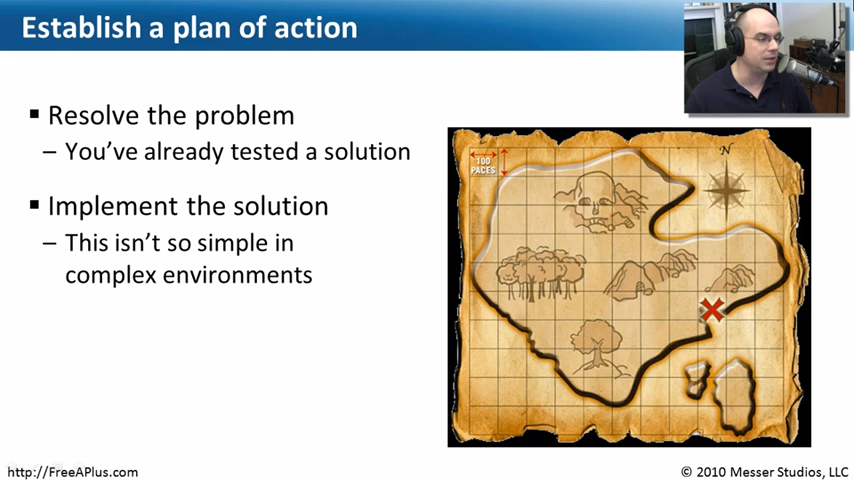 Establish a plan of action
▪ Resolve the problem
– You've already tested a solution
▪ Implement the solution
– This isn't so simple in
complex environments
100
PACES
N
http://FreeAPlus.com
© 2010 Messer Studios, LLC